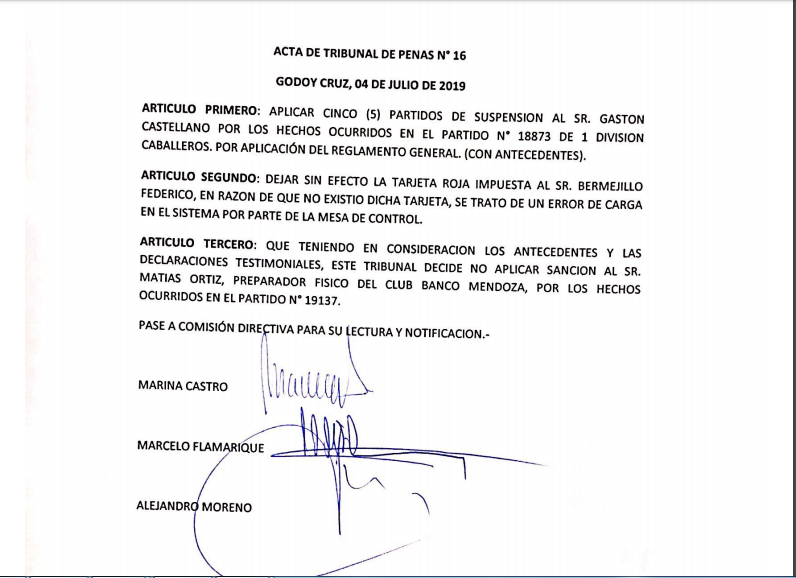 ACTA DE TRIBUNAL DE PENAS N° 16
GODOY CRUZ, 04 DE JULIO DE 2019
ARTICULO PRIMERO: APLICAR CINCO (5) PARTIDOS DE SUSPENSION AL SR. GASTON
CASTELLANO POR LOS HECHOS OCURRIDOS EN EL PARTIDO N° 18873 DE 1 DIVISION
CABALLEROS. POR APLICACIÓN DEL REGLAMENTO GENERAL. (CON ANTECEDENTES).
ARTICULO SEGUNDO: DEJAR SIN EFECTO LA TARJETA ROJA IMPUESTA AL SR. BERMEJILLO
FEDERICO, EN RAZON DE QUE NO EXISTIO DICHA TARJETA, SE TRATO DE UN ERROR DE CARGA
EN EL SISTEMA POR PARTE DE LA MESA DE CONTROL.
ARTICULO TERCERO: QUE TENIENDO EN CONSIDERACION LOS ANTECEDENTES Y LAS
DECLARACIONES TESTIMONIALES, ESTE TRIBUNAL DECIDE NO APLICAR SANCION AL SR.
MATIAS ORTIZ, PREPARADOR FISICO DEL CLUB BANCO MENDOZA, POR LOS HECHOS
OCURRIDOS EN EL PARTIDO N° 19137.
PASE A COMISIÓN DIRECTIVA PARA SU LECTURA Y NOTIFICACION.-
MARINA CASTRO
MARCELO FLAMARIQUE
ALEJANDRO MORENO